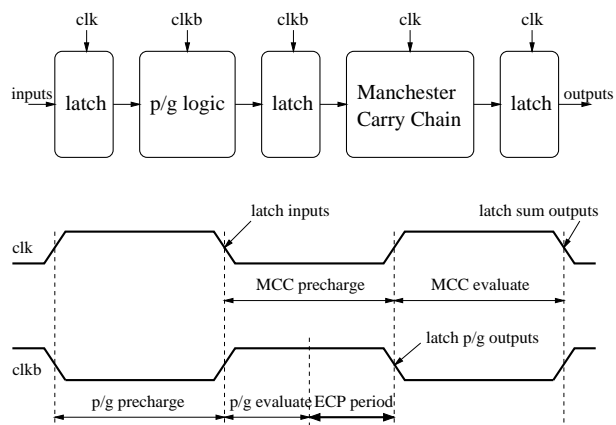 clk
clkb
clk
clk
clk
inputs
latch
p/g logic
latch
Manchester
Carry Chain
latch
outputs
latch inputs
latch sum outputs
clk
MCC precharge
MCC evaluate
latch p/g outputs
clkb
p/g precharge
p/g evaluate
ECP period